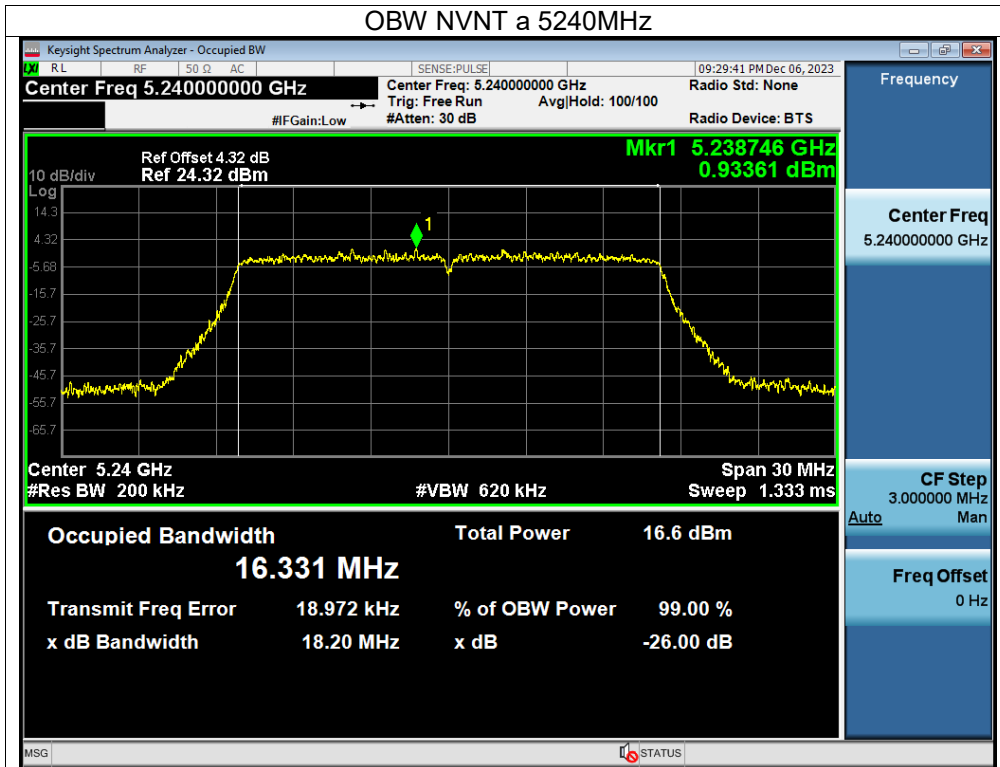 OBW NVNT a 5240MHz
Keysight Spectrum Analyzer - Occupied BW
LXI RL RF 50 Ω AC SENSE:PULSE 09:29:41 PM Dec 06, 2023
Center Freq 5.240000000 GHz
Center Freq: 5.240000000 GHz Radio Std: None
Trig: Free Run Avg|Hold: 100/100
#IFGain:Low #Atten: 30 dB Radio Device: BTS
Mkr1 5.238746 GHz
0.93361 dBm
Ref Offset 4.32 dB
10 dB/div Ref 24.32 dBm
Log
14.3
4.32
-5.68
-15.7
-25.7
-35.7
-45.7
-55.7
-65.7
1
Center 5.24 GHz Span 30 MHz
#Res BW 200 kHz #VBW 620 kHz Sweep 1.333 ms
Occupied Bandwidth Total Power 16.6 dBm
16.331 MHz
Transmit Freq Error 18.972 kHz % of OBW Power 99.00 %
x dB Bandwidth 18.20 MHz x dB -26.00 dB
Frequency
Center Freq
5.240000000 GHz
CF Step
3.000000 MHz
Auto Man
Freq Offset
0 Hz
MSG STATUS